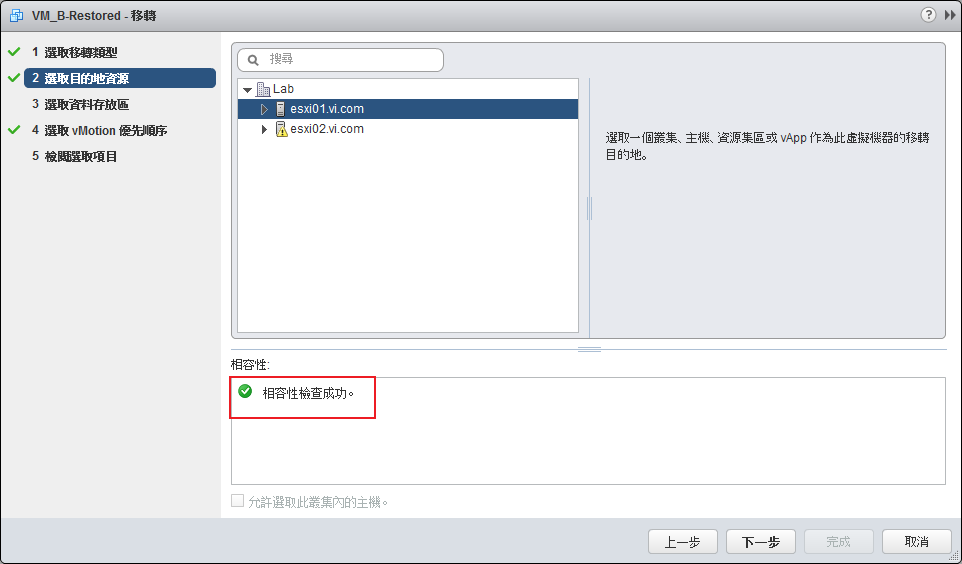 VM_B-Restored - 移轉
1 選取移轉類型
2 選取目的地資源
3 選取資料存放區
4 選取 vMotion 優先順序
5 檢閱選取項目
搜尋
Lab
esxi01.vi.com
esxi02.vi.com
選取一個叢集、主機、資源集區或 vApp 作為此虛擬機器的移轉
目的地。
相容性:
相容性檢查成功。
允許選取此叢集內的主機。
上一步
下一步
完成
取消